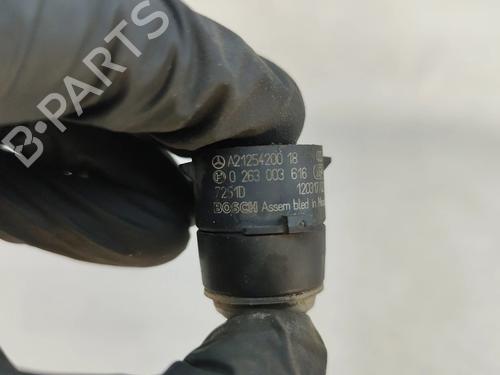 B-PARTS
A2125420018
0 263 003 616
7251D 120317
BOSCH Assembled in